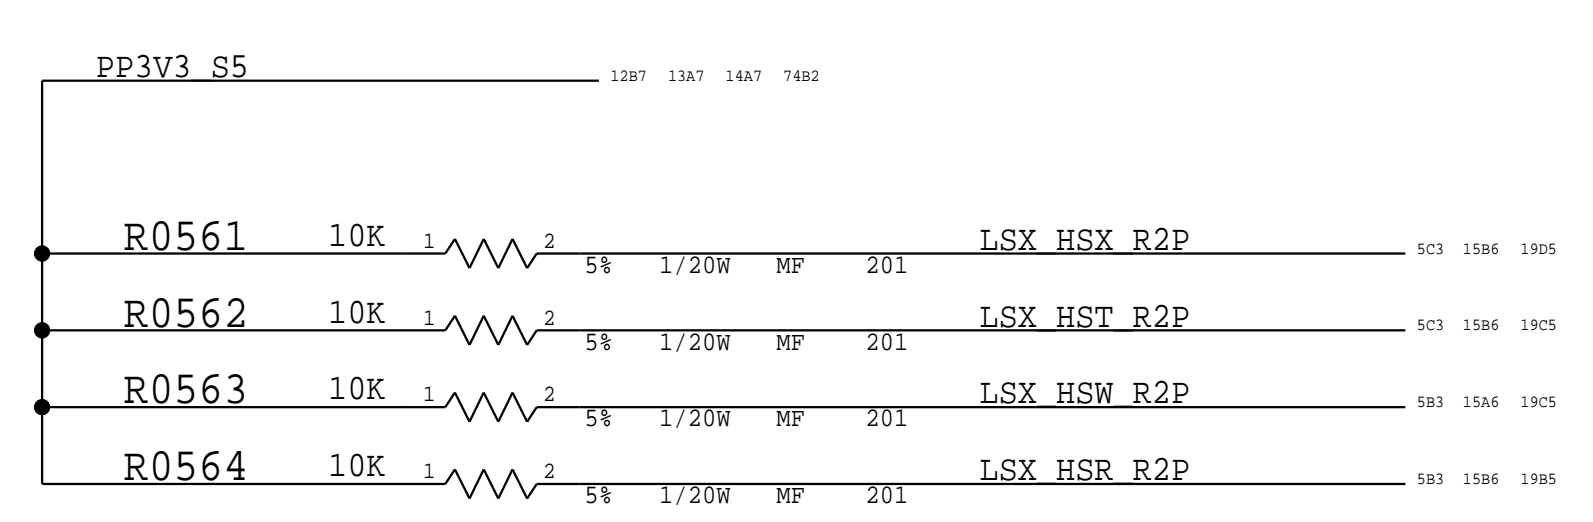 PP3V3_S5 12B7 13A7 14A7 74B2
R0561 10K 1 2 LSX_HSX_R2P 5C3 15B6 19D5
5% 1/20W MF 201
R0562 10K 1 2 LSX_HST_R2P 5C3 15B6 19C5
5% 1/20W MF 201
R0563 10K 1 2 LSX_HSW_R2P 5B3 15A6 19C5
5% 1/20W MF 201
R0564 10K 1 2 LSX_HSR_R2P 5B3 15B6 19B5
5% 1/20W MF 201